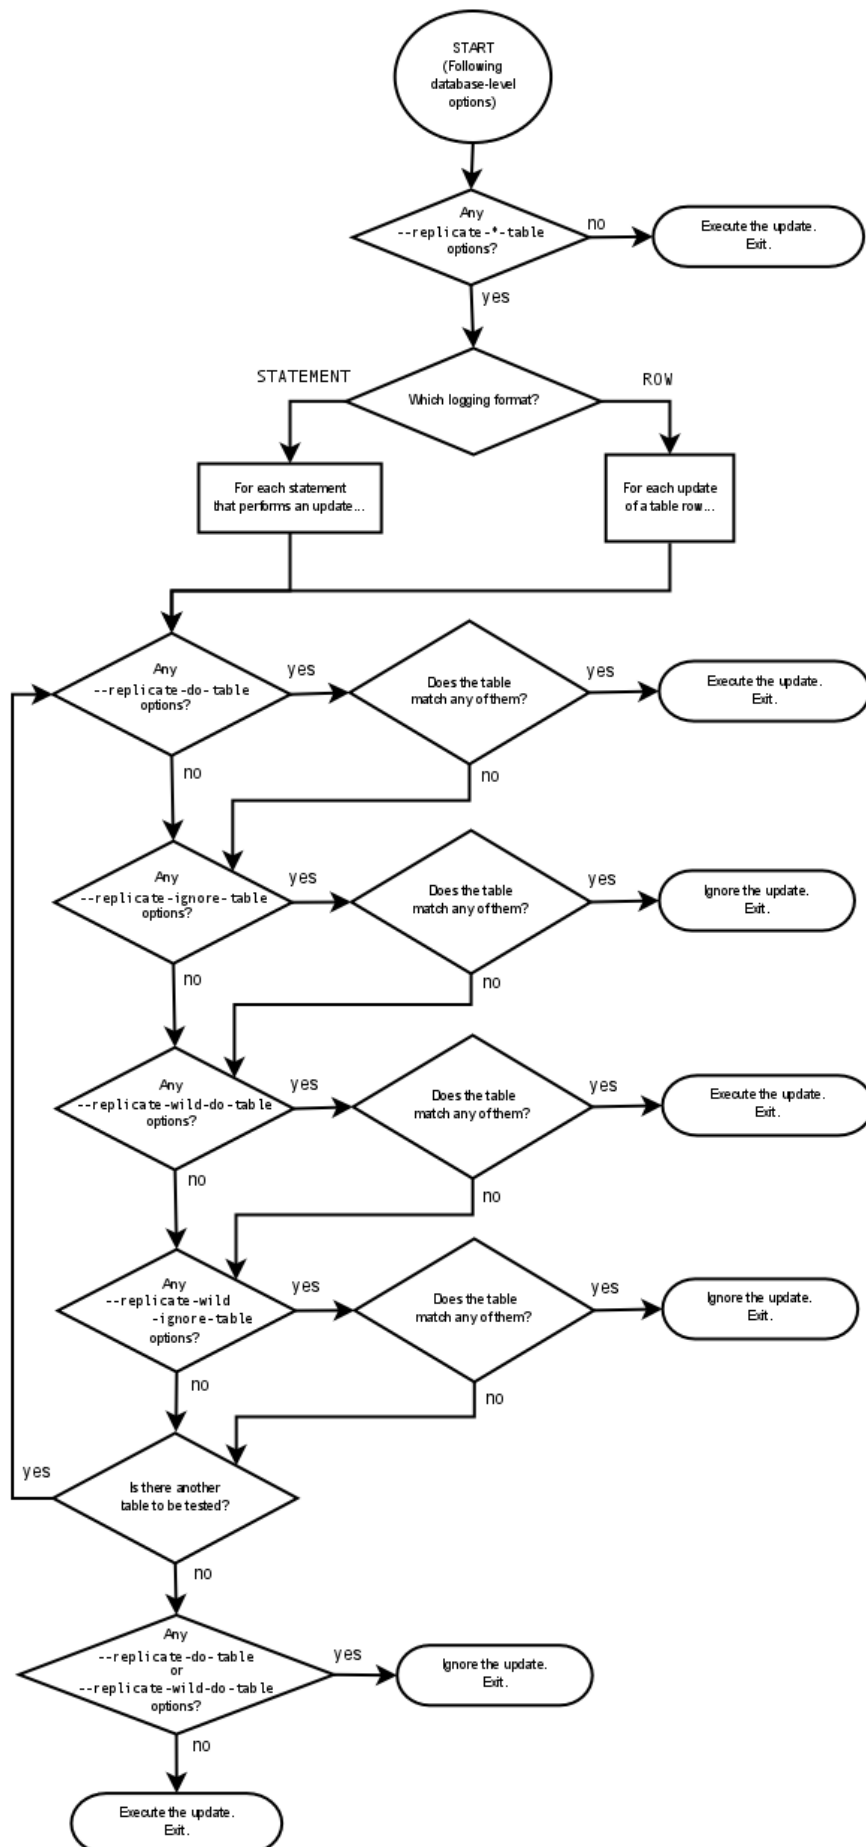 START
(Following
database-level
options)
Any
--replicate-*-table
options?
no
Execute the update.
Exit.
yes
STATEMENT
Which logging format?
ROW
For each statement
that performs an update...
For each update
of a table row...
Any
--replicate-do-table
options?
yes
Does the table
match any of them?
yes
Execute the update.
Exit.
no
no
Any
--replicate-ignore-table
options?
yes
Does the table
match any of them?
yes
Ignore the update.
Exit.
no
no
Any
--replicate-wild-do-table
options?
yes
Does the table
match any of them?
yes
Execute the update.
Exit.
no
no
Any
--replicate-wild
-ignore-table
options?
yes
Does the table
match any of them?
yes
Ignore the update.
Exit.
no
no
yes
Is there another
table to be tested?
no
Any
--replicate-do-table
or
--replicate-wild-do-table
options?
yes
Ignore the update.
Exit.
no
Execute the update.
Exit.